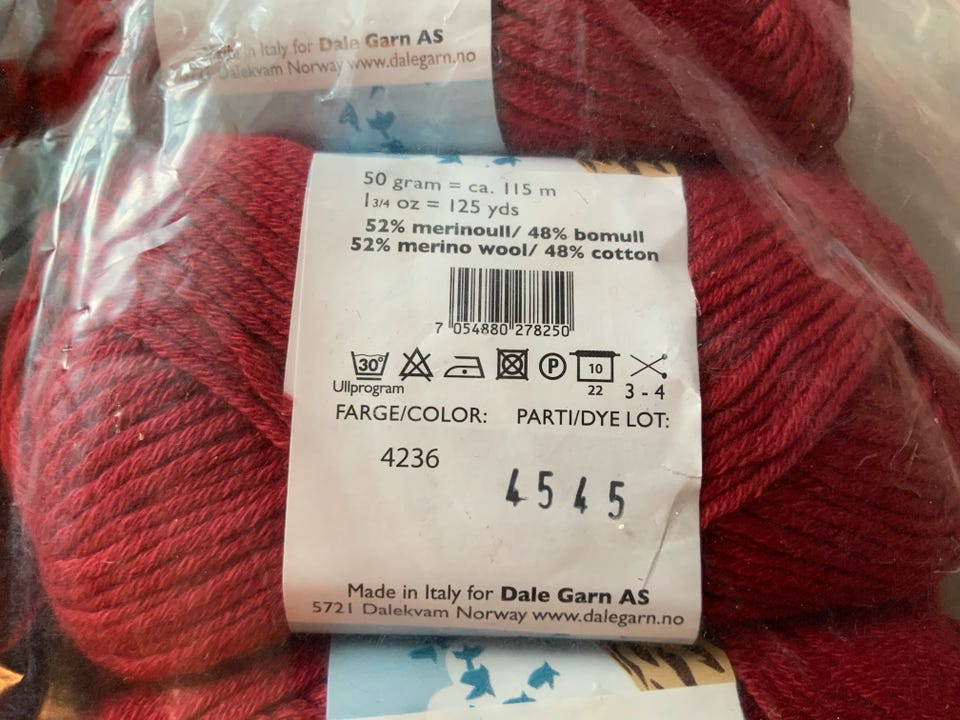 in Italy for Dale Garn AS
5721 Dalekvam Norway www.dalegarn.no
50 gram = ca. 115 m
1 3/4 oz = 125 yds
52% merinoull/ 48% bomull
52% merino wool/ 48% cotton
7 054880 278250
30° P 10
Ullprogram 22 3 - 4
FARGE/COLOR: PARTI/DYE LOT:
4236
4545
Made in Italy for Dale Garn AS
5721 Dalekvam Norway www.dalegarn.no